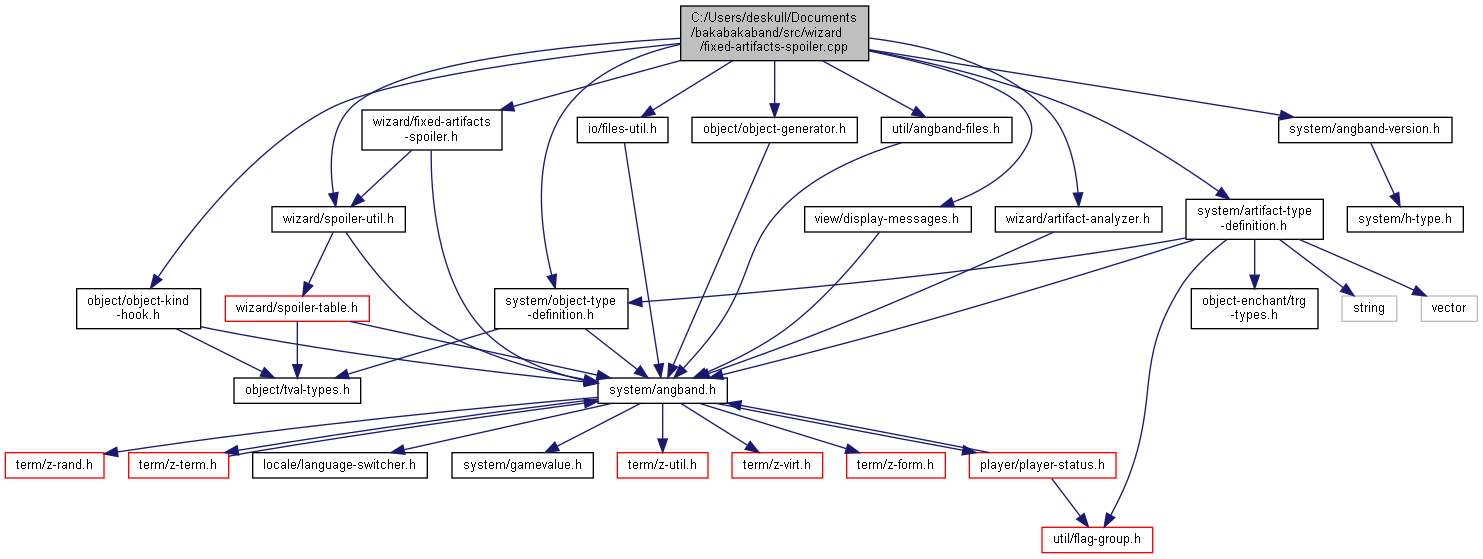 C:/Users/deskull/Documents
/bakabakaband/src/wizard
/fixed-artifacts-spoiler.cpp
wizard/fixed-artifacts
-spoiler.h
io/files-util.h
object/object-generator.h
util/angband-files.h
system/angband-version.h
wizard/spoiler-util.h
view/display-messages.h
wizard/artifact-analyzer.h
system/artifact-type
-definition.h
system/h-type.h
object/object-kind
-hook.h
wizard/spoiler-table.h
system/object-type
-definition.h
object-enchant/trg
-types.h
string
vector
object/tval-types.h
system/angband.h
term/z-rand.h
term/z-term.h
locale/language-switcher.h
system/gamevalue.h
term/z-util.h
term/z-virt.h
term/z-form.h
player/player-status.h
util/flag-group.h